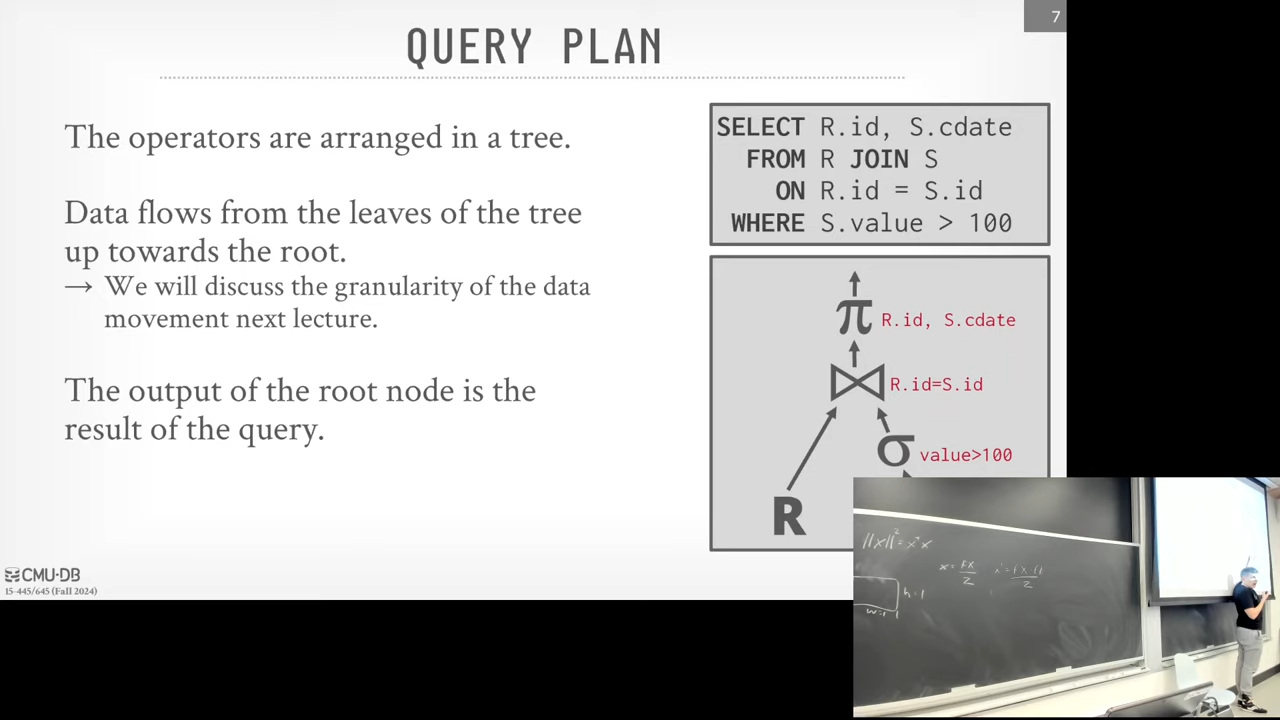 7
QUERY PLAN
The operators are arranged in a tree.
Data flows from the leaves of the tree
up towards the root.
→ We will discuss the granularity of the data
movement next lecture.
The output of the root node is the
result of the query.
SELECT R.id, S.cdate
FROM R JOIN S
ON R.id = S.id
WHERE S.value > 100
π R.id, S.cdate
⋈ R.id=S.id
σ value>100
R
CMU·DB
15-445/645 (Fall 2024)
||x||² = xᵀx
h=1